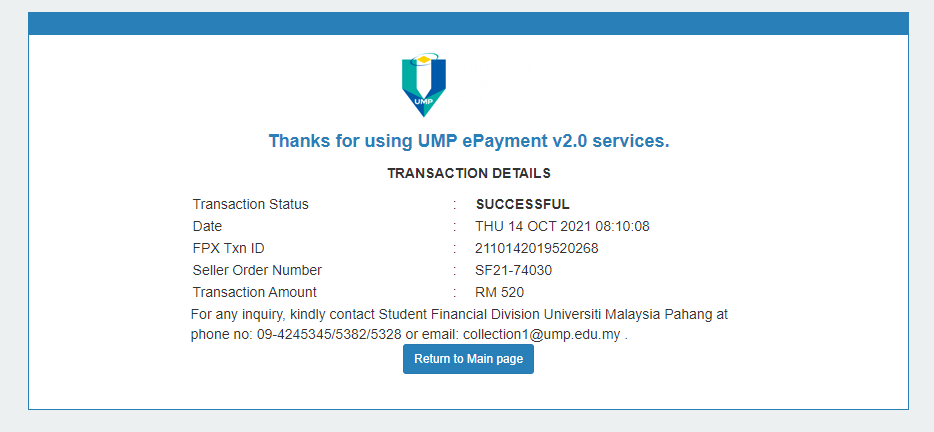 UMP
Thanks for using UMP ePayment v2.0 services.
TRANSACTION DETAILS
Transaction Status : SUCCESSFUL
Date : THU 14 OCT 2021 08:10:08
FPX Txn ID : 2110142019520268
Seller Order Number : SF21-74030
Transaction Amount : RM 520
For any inquiry, kindly contact Student Financial Division Universiti Malaysia Pahang at
phone no: 09-4245345/5382/5328 or email: collection1@ump.edu.my .
Return to Main page